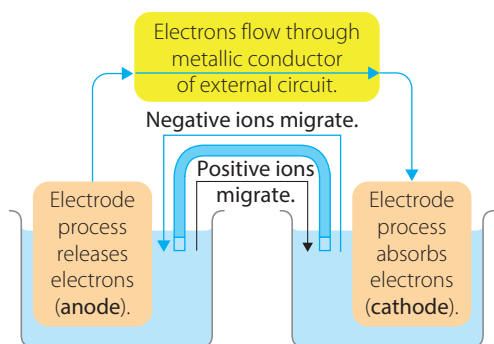 Electrons flow through
metallic conductor
of external circuit.
Negative ions migrate.
Positive ions
migrate.
Electrode
process
releases
electrons
(anode).
Electrode
process
absorbs
electrons
(cathode).